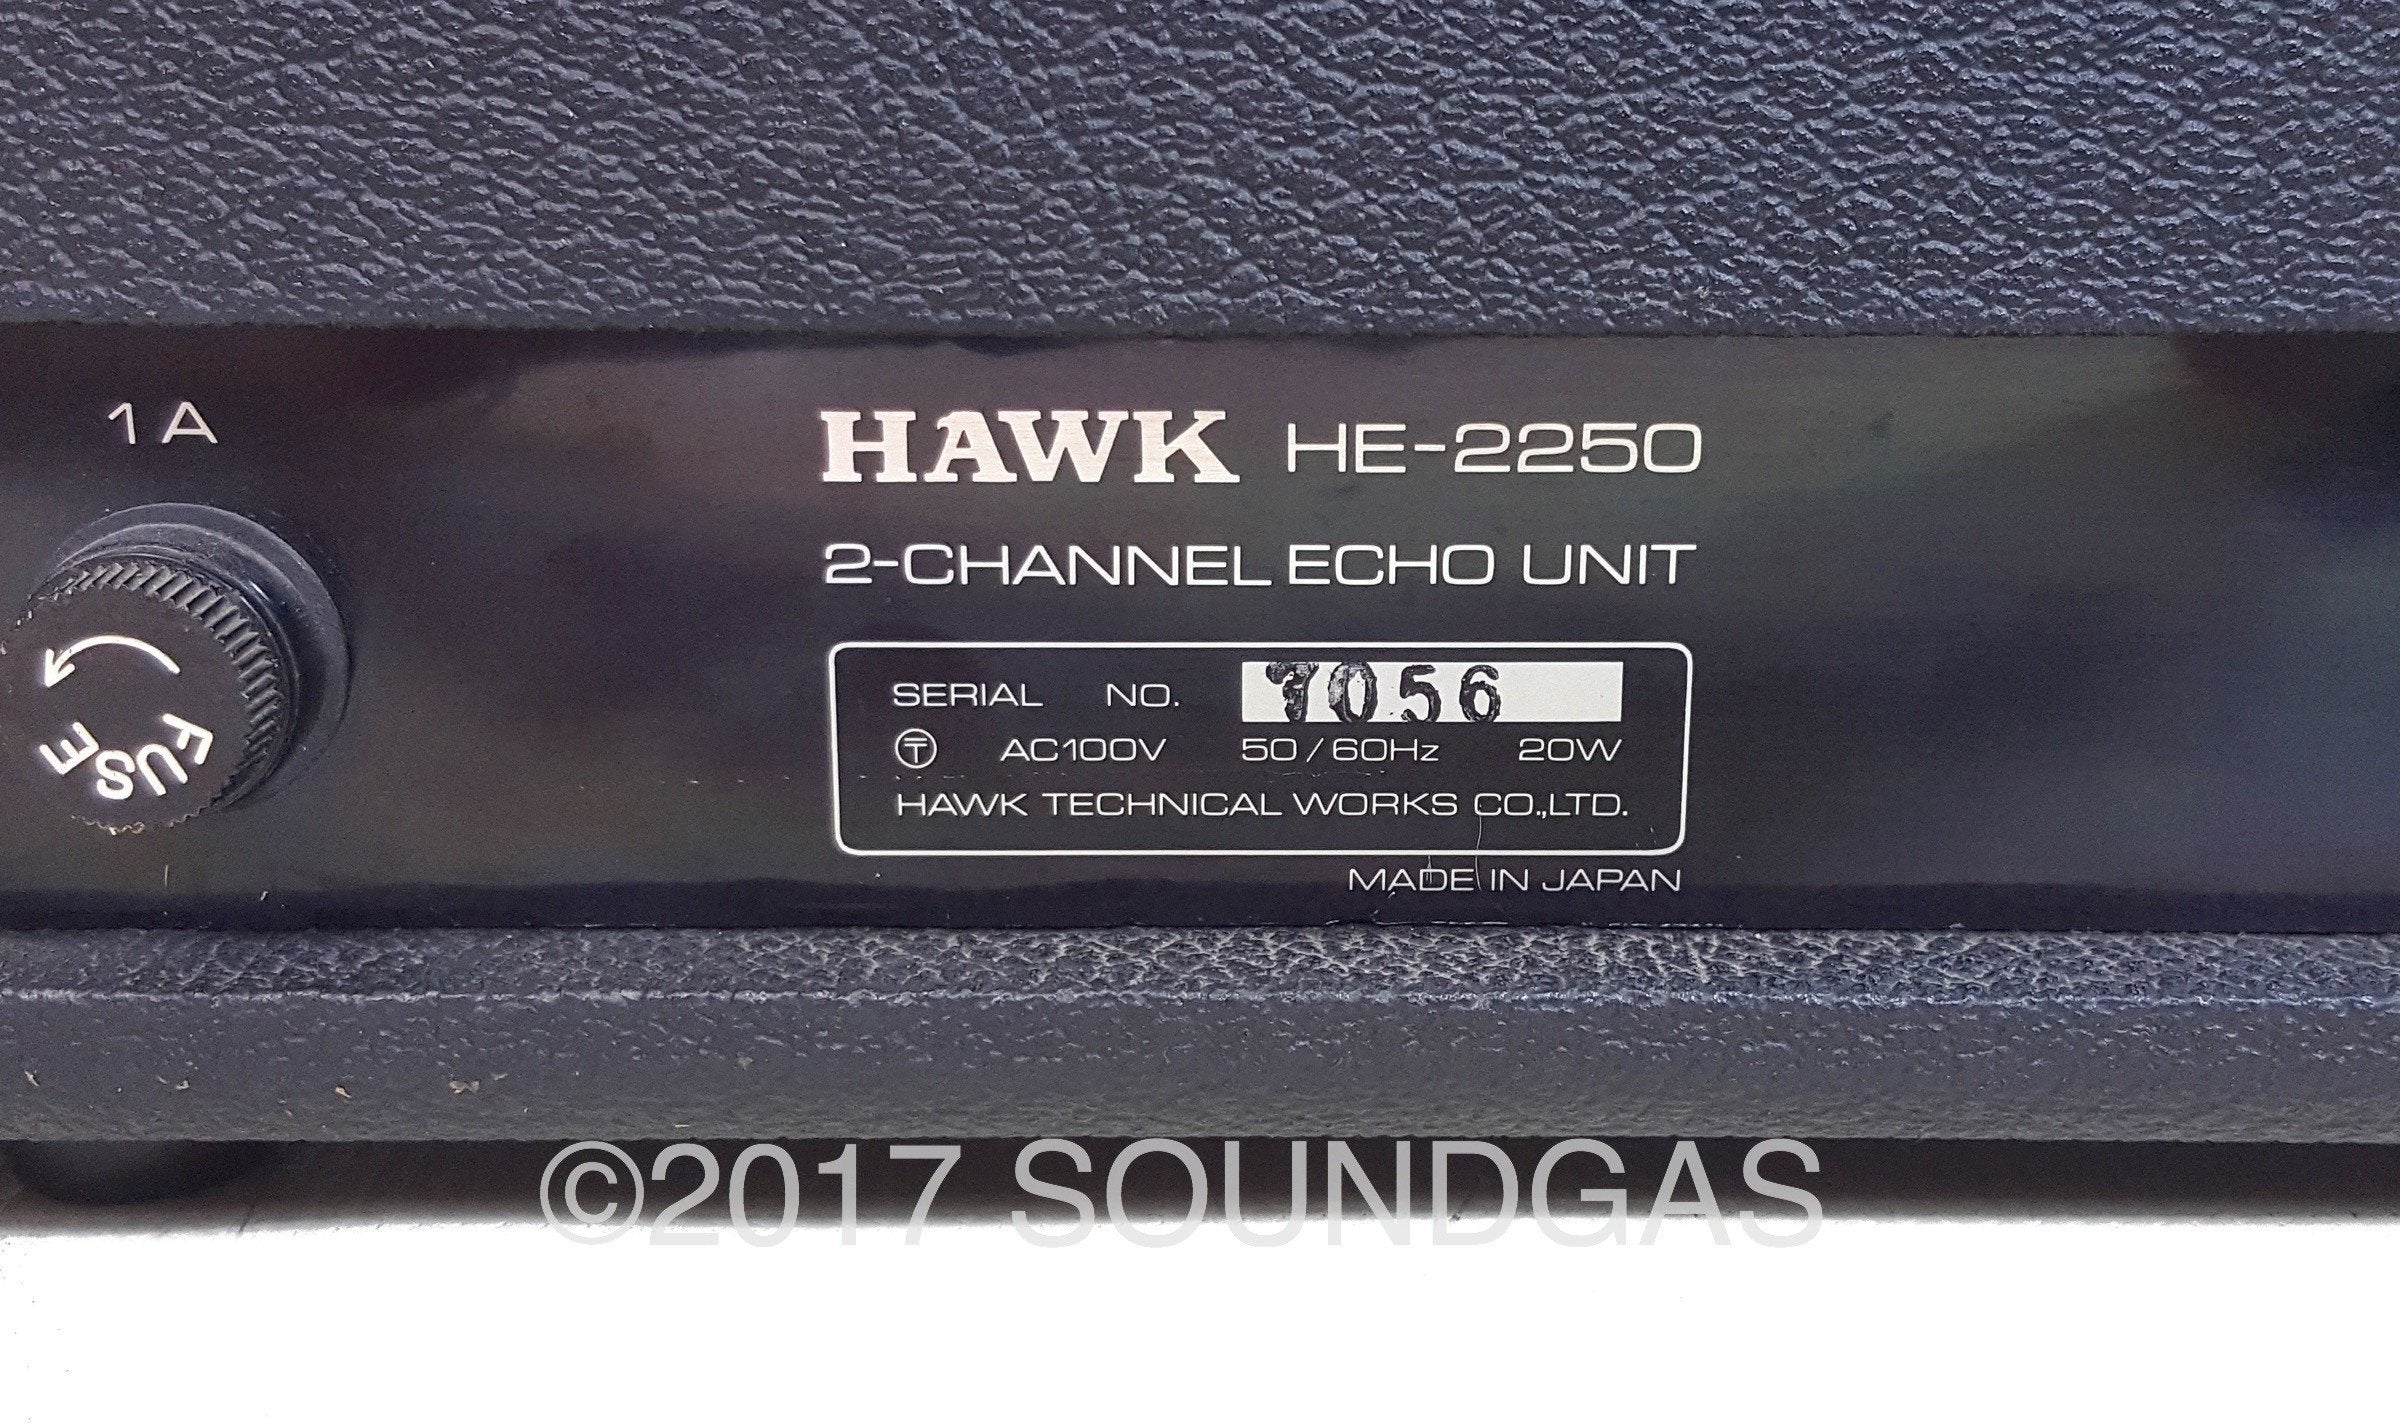 1A
FUSE
HAWK HE-2250
2-CHANNEL ECHO UNIT
SERIAL NO. 7056
〶 AC100V 50/60Hz 20W
HAWK TECHNICAL WORKS CO.,LTD.
MADE IN JAPAN
©2017 SOUNDGAS